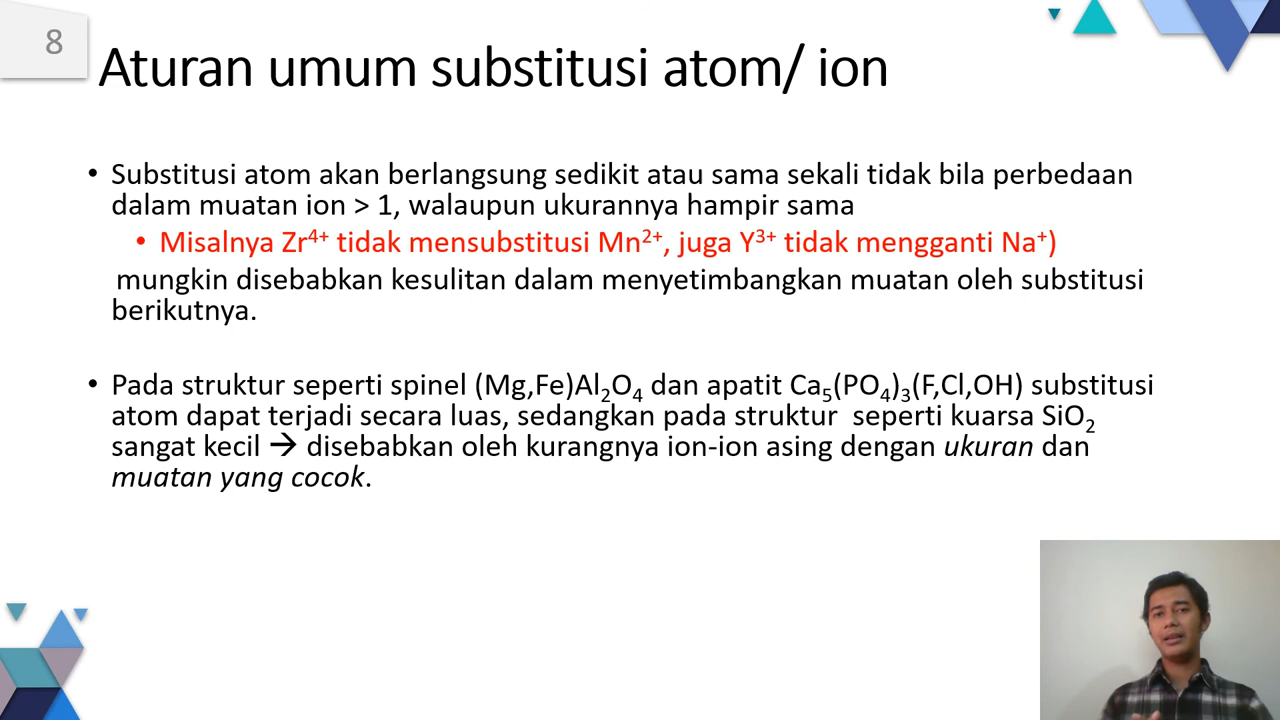 8
Aturan umum substitusi atom/ ion
• Substitusi atom akan berlangsung sedikit atau sama sekali tidak bila perbedaan
dalam muatan ion > 1, walaupun ukurannya hampir sama
• Misalnya Zr⁴⁺ tidak mensubstitusi Mn²⁺, juga Y³⁺ tidak mengganti Na⁺)
mungkin disebabkan kesulitan dalam menyetimbangkan muatan oleh substitusi
berikutnya.
• Pada struktur seperti spinel (Mg,Fe)Al₂O₄ dan apatit Ca₅(PO₄)₃(F,Cl,OH) substitusi
atom dapat terjadi secara luas, sedangkan pada struktur seperti kuarsa SiO₂
sangat kecil → disebabkan oleh kurangnya ion-ion asing dengan ukuran dan
muatan yang cocok.